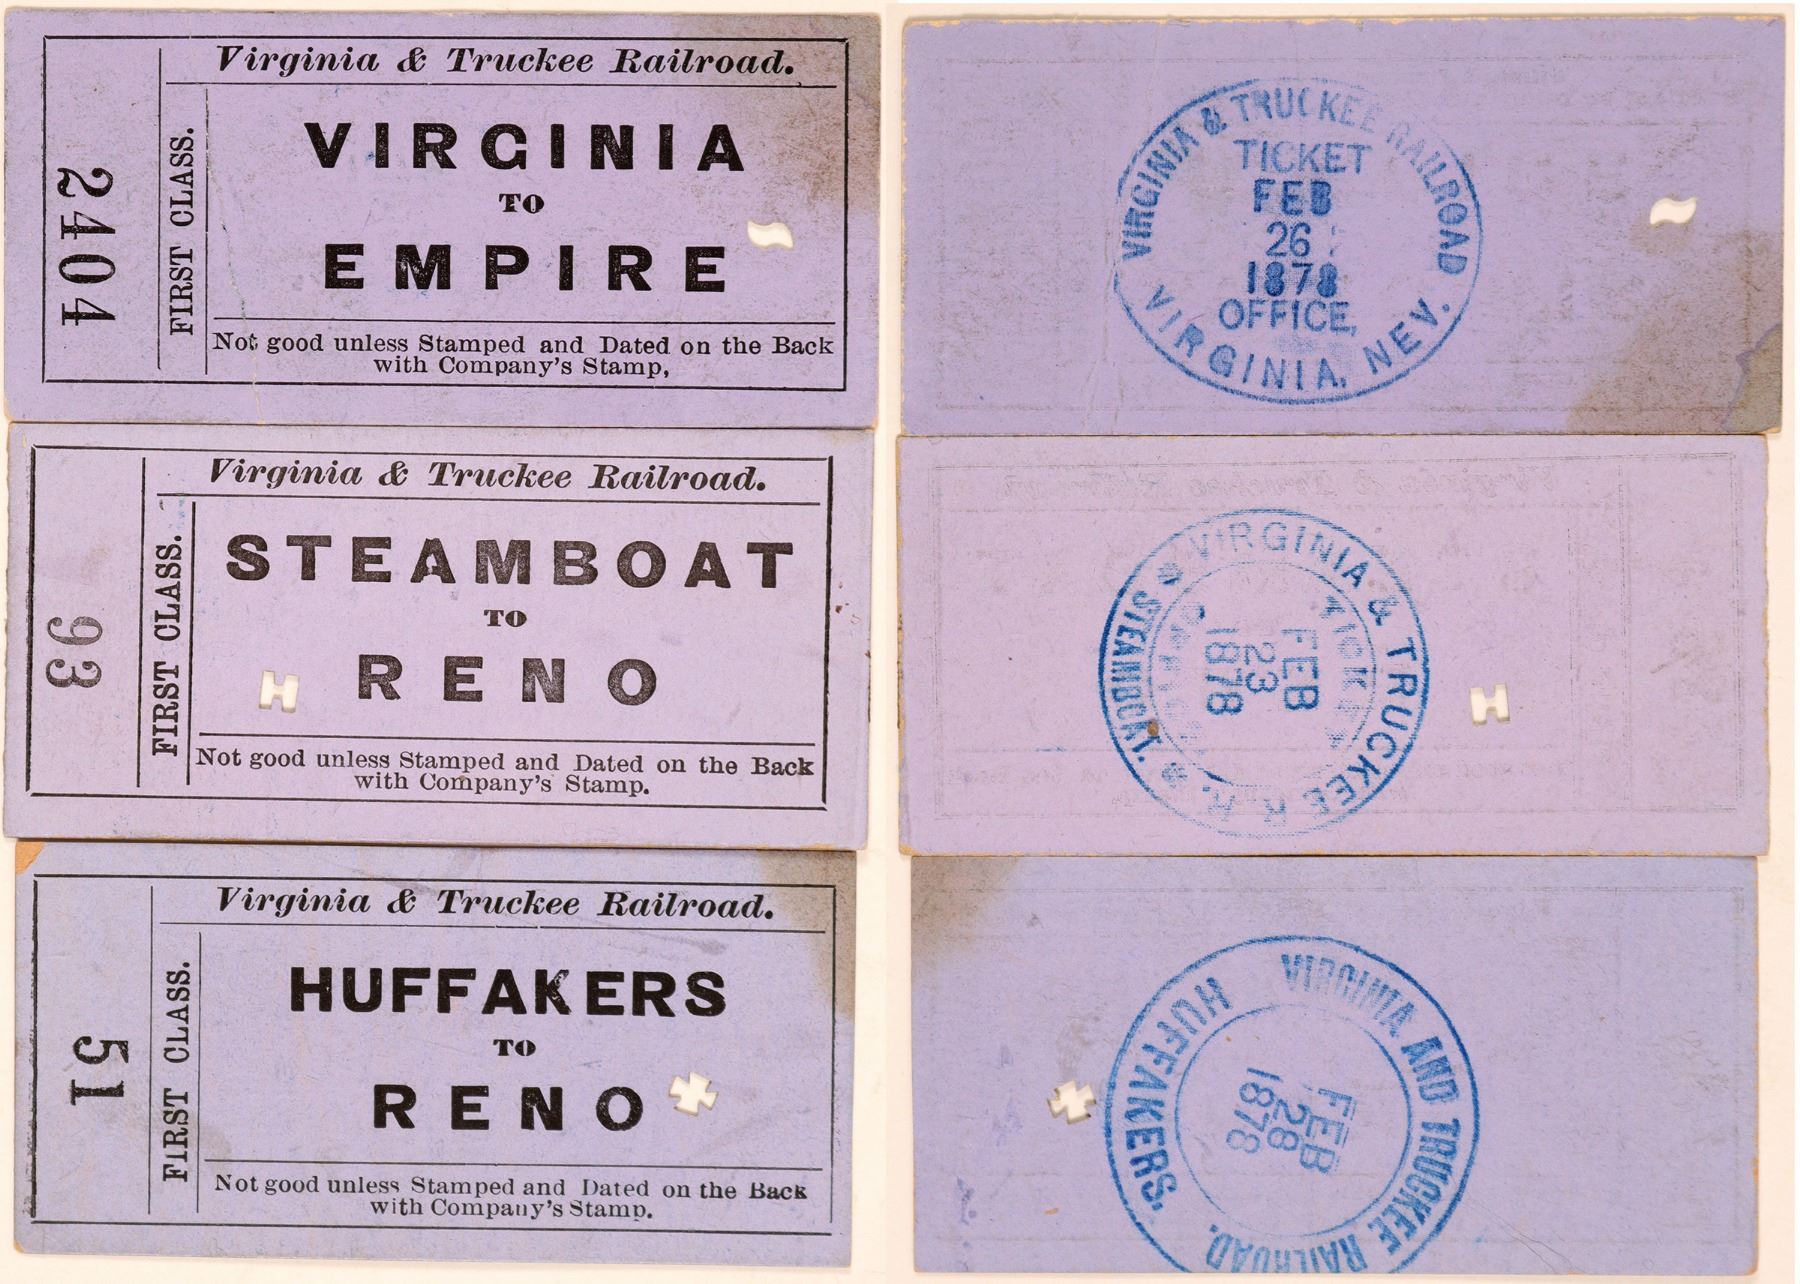 Virginia & Truckee Railroad.
2404
FIRST CLASS.
VIRGINIA
TO
EMPIRE
Not good unless Stamped and Dated on the Back
with Company's Stamp,
VIRGINIA & TRUCKEE RAILROAD
TICKET
FEB
26
1878
OFFICE,
VIRGINIA, NEV.
Virginia & Truckee Railroad.
93
FIRST CLASS.
STEAMBOAT
TO
RENO
Not good unless Stamped and Dated on the Back
with Company's Stamp.
VIRGINIA & TRUCKEE R.R.
TICKET
FEB
23
1878
STEAMBOAT.
Virginia & Truckee Railroad.
51
FIRST CLASS.
HUFFAKERS
TO
RENO
Not good unless Stamped and Dated on the Back
with Company's Stamp.
VIRGINIA AND TRUCKEE RAILROAD.
FEB
28
1878
HUFFAKERS.